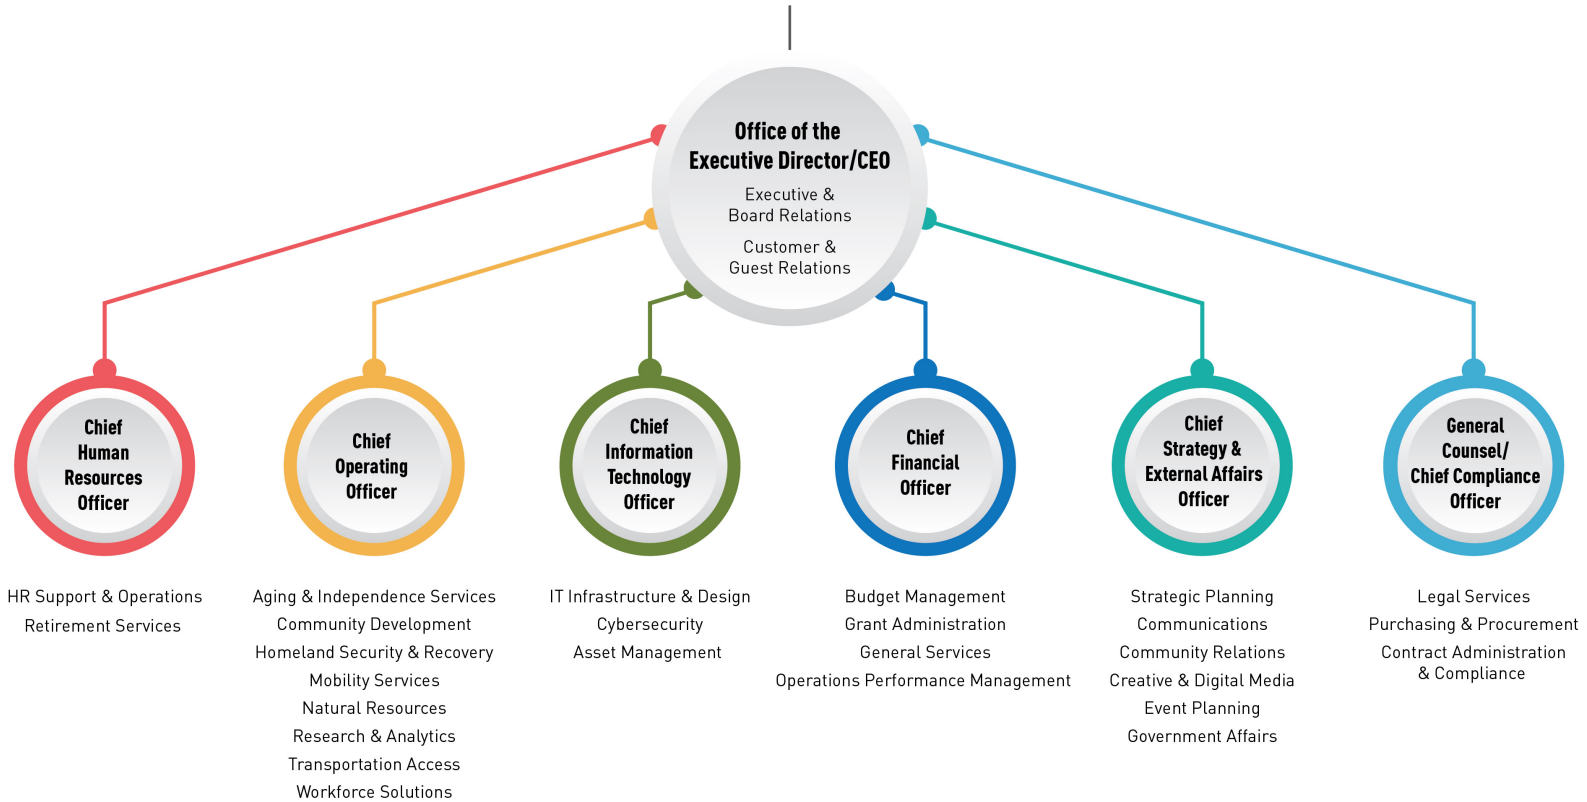 Office of the
Executive Director/CEO
Executive &
Board Relations
Customer &
Guest Relations
Chief
Human
Resources
Officer
HR Support & Operations
Retirement Services
Chief
Operating
Officer
Aging & Independence Services
Community Development
Homeland Security & Recovery
Mobility Services
Natural Resources
Research & Analytics
Transportation Access
Workforce Solutions
Chief
Information
Technology
Officer
IT Infrastructure & Design
Cybersecurity
Asset Management
Chief
Financial
Officer
Budget Management
Grant Administration
General Services
Operations Performance Management
Chief
Strategy &
External Affairs
Officer
Strategic Planning
Communications
Community Relations
Creative & Digital Media
Event Planning
Government Affairs
General
Counsel/
Chief Compliance
Officer
Legal Services
Purchasing & Procurement
Contract Administration
& Compliance